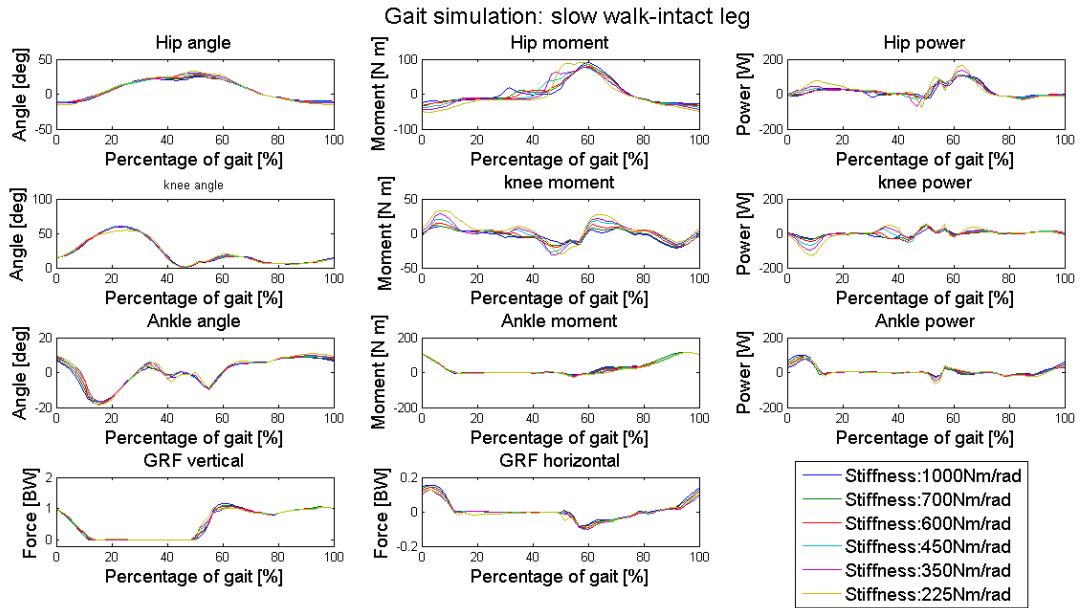 Gait simulation: slow walk-intact leg
Hip angle
Angle [deg]
50
0
-50
0 20 40 60 80 100
Percentage of gait [%]
Hip moment
Moment [N m]
100
0
-100
0 20 40 60 80 100
Percentage of gait [%]
Hip power
Power [W]
200
0
-200
0 20 40 60 80 100
Percentage of gait [%]
knee angle
Angle [deg]
100
50
0
0 20 40 60 80 100
Percentage of gait [%]
knee moment
Moment [N m]
50
0
-50
0 20 40 60 80 100
Percentage of gait [%]
knee power
Power [W]
200
0
-200
0 20 40 60 80 100
Percentage of gait [%]
Ankle angle
Angle [deg]
20
0
-20
0 20 40 60 80 100
Percentage of gait [%]
Ankle moment
Moment [N m]
200
0
-200
0 20 40 60 80 100
Percentage of gait [%]
Ankle power
Power [W]
200
0
-200
0 20 40 60 80 100
Percentage of gait [%]
GRF vertical
Force [BW]
2
1
0
0 20 40 60 80 100
Percentage of gait [%]
GRF horizontal
Force [BW]
0.2
0
0.2
0 20 40 60 80 100
Percentage of gait [%]
Stiffness:1000Nm/rad
Stiffness:700Nm/rad
Stiffness:600Nm/rad
Stiffness:450Nm/rad
Stiffness:350Nm/rad
Stiffness:225Nm/rad